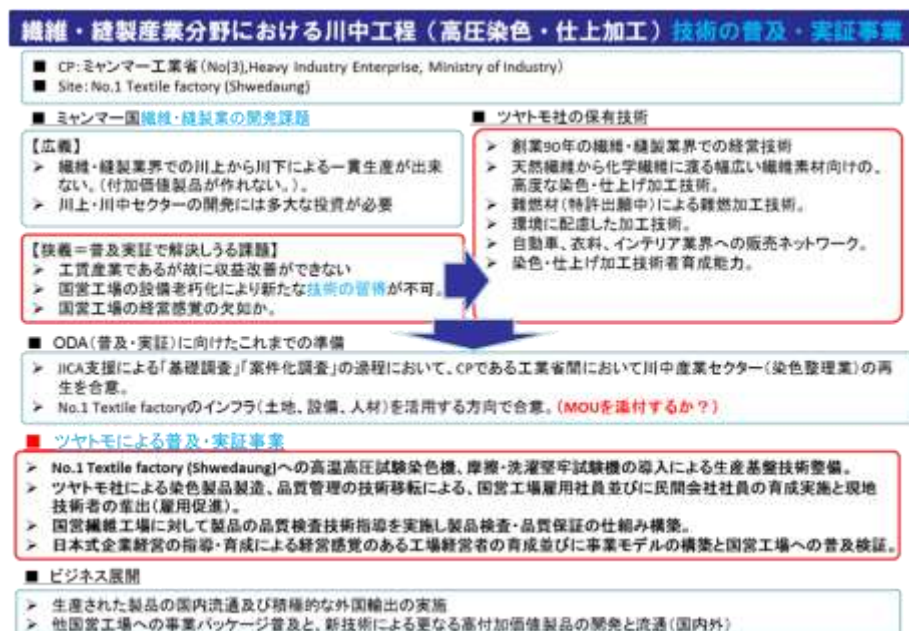 繊維・縫製産業分野における川中工程（高圧染色・仕上加工）技術の普及・実証事業
■ CP:ミャンマー工業省（No(3),Heavy Industry Enterprise, Ministry of Industry）
■ Site: No.1 Textile factory (Shwedaung)
■ ミャンマー国繊維・縫製業の開発課題
【広義】
➢ 繊維・縫製業界での川上から川下による一貫生産が出来
ない。(付加価値製品が作れない。)。
➢ 川上・川中セクターの開発には多大な投資が必要
【狭義＝普及実証で解決しうる課題】
➢ 工賃産業であるが故に収益改善ができない
➢ 国営工場の設備老朽化により新たな技術の習得が不可。
➢ 国営工場の経営感覚の欠如か。
■ ツヤトモ社の保有技術
➢ 創業90年の繊維・縫製業界での経営技術
➢ 天然繊維から化学繊維に渡る幅広い繊維素材向けの、
高度な染色・仕上げ加工技術。
➢ 難燃材（特許出願中）による難燃加工技術。
➢ 環境に配慮した加工技術。
➢ 自動車、衣料、インテリア業界への販売ネットワーク。
➢ 染色・仕上げ加工技術者育成能力。
■ ODA（普及・実証）に向けたこれまでの準備
➢ JICA支援による「基礎調査」「案件化調査」の過程において、CPである工業省間において川中産業セクター（染色整理業）の再
生を合意。
➢ No.1 Textile factoryのインフラ（土地、設備、人材）を活用する方向で合意。（MOUを添付するか？）
■ ツヤトモによる普及・実証事業
➢ No.1 Textile factory (Shwedaung)への高温高圧試験染色機、摩擦・洗濯堅牢試験機の導入による生産基盤技術整備。
➢ ツヤトモ社による染色製品製造、品質管理の技術移転による、国営工場雇用社員並びに民間会社社員の育成実施と現地
技術者の輩出（雇用促進）。
➢ 国営繊維工場に対して製品の品質検査技術指導を実施し製品検査・品質保証の仕組み構築。
➢ 日本式企業経営の指導・育成による経営感覚のある工場経営者の育成並びに事業モデルの構築と国営工場への普及検証。
■ ビジネス展開
➢ 生産された製品の国内流通及び積極的な外国輸出の実施
➢ 他国営工場への事業パッケージ普及と、新技術による更なる高付加価値製品の開発と流通（国内外）